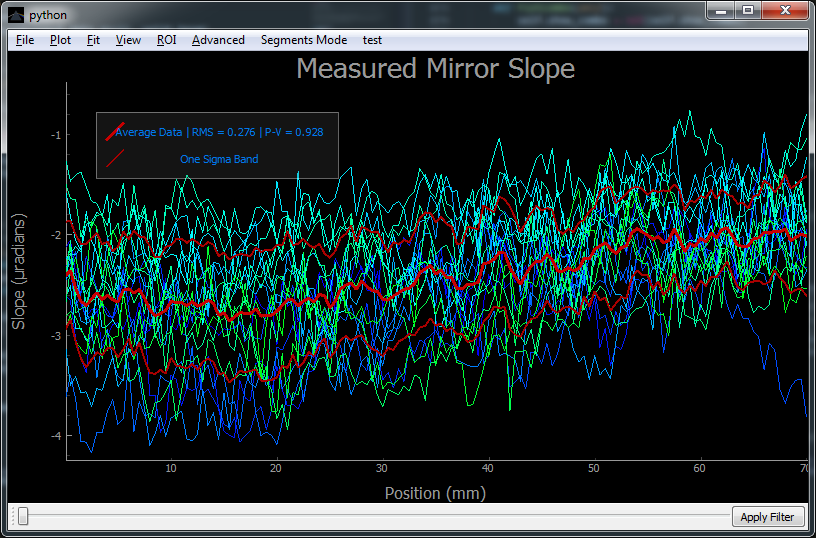 python
File Plot Fit View ROI Advanced Segments Mode test
Measured Mirror Slope
Average Data | RMS = 0.276 | P-V = 0.928
One Sigma Band
Slope (uradians)
-1
-2
-3
-4
10 20 30 40 50 60 70
Position (mm)
Apply Filter